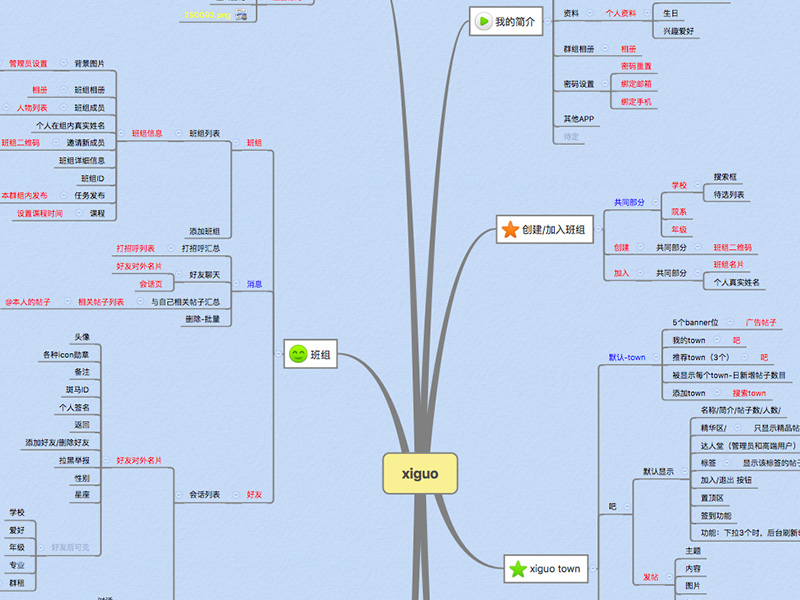 管理员设置
背景图片
相册
班组相册
人物列表
班组成员
个人在组内真实姓名
班组二维码
邀请新成员
班组详细信息
班组ID
本群组内发布
任务发布
设置课程时间
课程
班组信息
班组列表
班组
添加班组
打招呼列表
打招呼汇总
好友对外名片
会话页
好友聊天
消息
@本人的帖子
相关帖子列表
与自己相关帖子汇总
删除-批量
班组
头像
各种icon勋章
备注
斑马ID
个人签名
返回
添加好友/删除好友
拉黑举报
性别
星座
好友对外名片
会话列表
好友
学校
爱好
年级
专业
群租
好友后可见
xiguo
我的简介
资料
个人资料
生日
兴趣爱好
群组相册
相册
密码设置
密码重置
绑定邮箱
绑定手机
其他APP
待定
创建/加入班组
共同部分
学校
搜索框
待选列表
院系
年级
创建
共同部分
班组二维码
加入
共同部分
班组名片
个人真实姓名
xiguo town
默认-town
5个banner位
广告帖子
我的town
吧
推荐town（3个）
吧
被显示每个town-日新增帖子数目
添加town
搜索town
吧
默认显示
名称/简介/帖子数/人数/
精华区/
只显示精品帖
达人堂（管理员和高端用户）
标签
显示该标签的帖子
加入/退出 按钮
置顶区
签到功能
功能：下拉3个时，后台刷新
发帖
主题
内容
图片